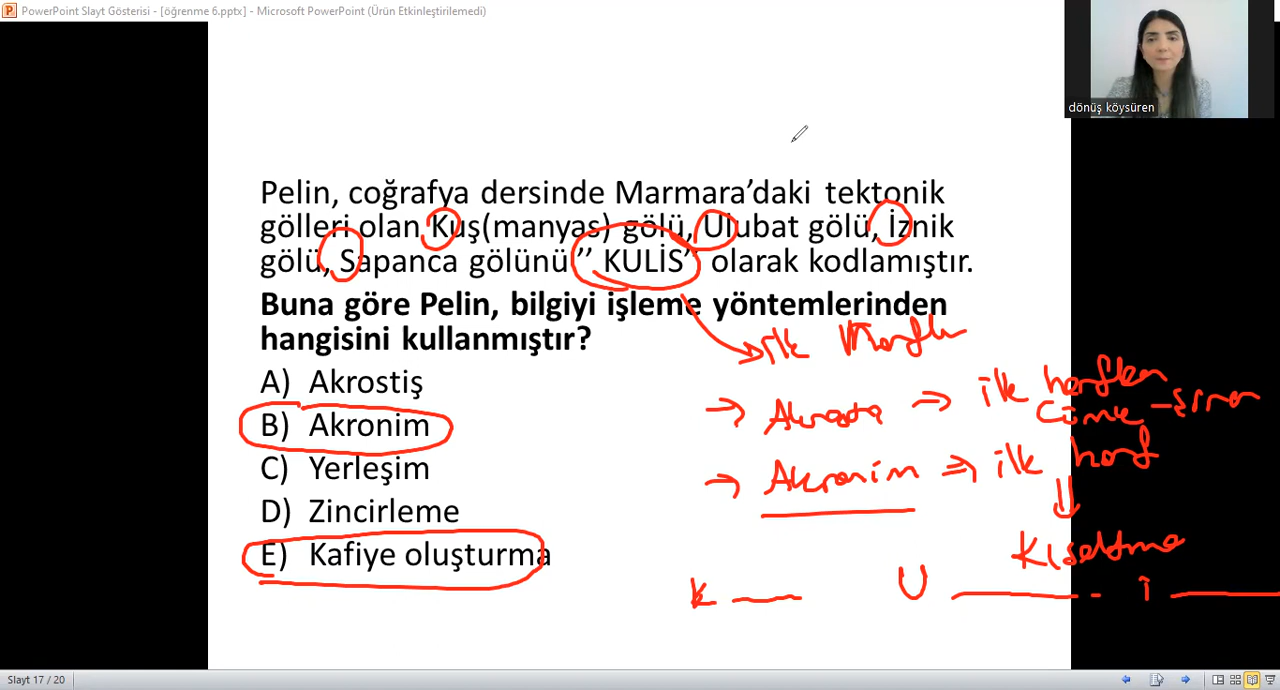 PowerPoint Slayt Gösterisi - [öğrenme 6.pptx] - Microsoft PowerPoint (Ürün Etkinleştirilemedi)
dönüş köysüren
Pelin, coğrafya dersinde Marmara’daki tektonik
gölleri olan Kuş(manyas) gölü, Ulubat gölü, İznik
gölü, Sapanca gölünü ’’ KULİS’’ olarak kodlamıştır.
Buna göre Pelin, bilgiyi işleme yöntemlerinden
hangisini kullanmıştır?
A) Akrostiş
B) Akronim
C) Yerleşim
D) Zincirleme
E) Kafiye oluşturma
ilk Harfler
→ Akrostiş ⇒ ilk harfler
Cümle - Şiir
→ Akronim ⇒ ilk harf
Kısaltma
K U İ
Slayt 17 / 20